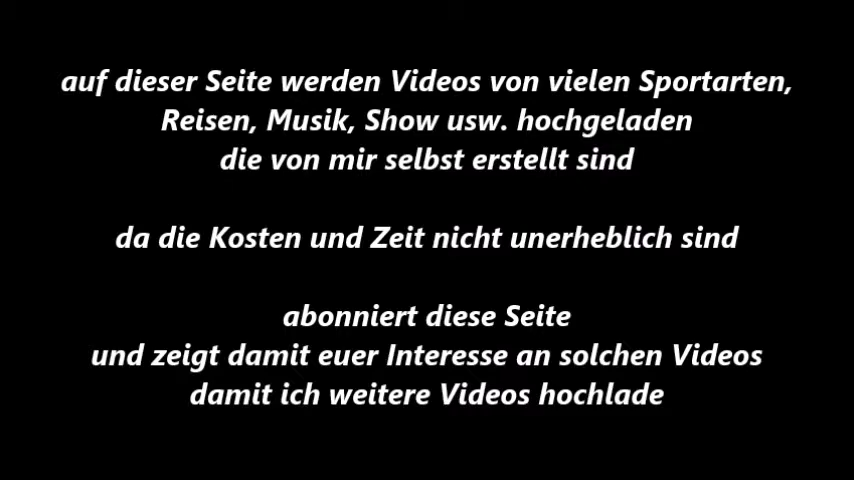 auf dieser Seite werden Videos von vielen Sportarten,
Reisen, Musik, Show usw. hochgeladen
die von mir selbst erstellt sind
da die Kosten und Zeit nicht unerheblich sind
abonniert diese Seite
und zeigt damit euer Interesse an solchen Videos
damit ich weitere Videos hochlade